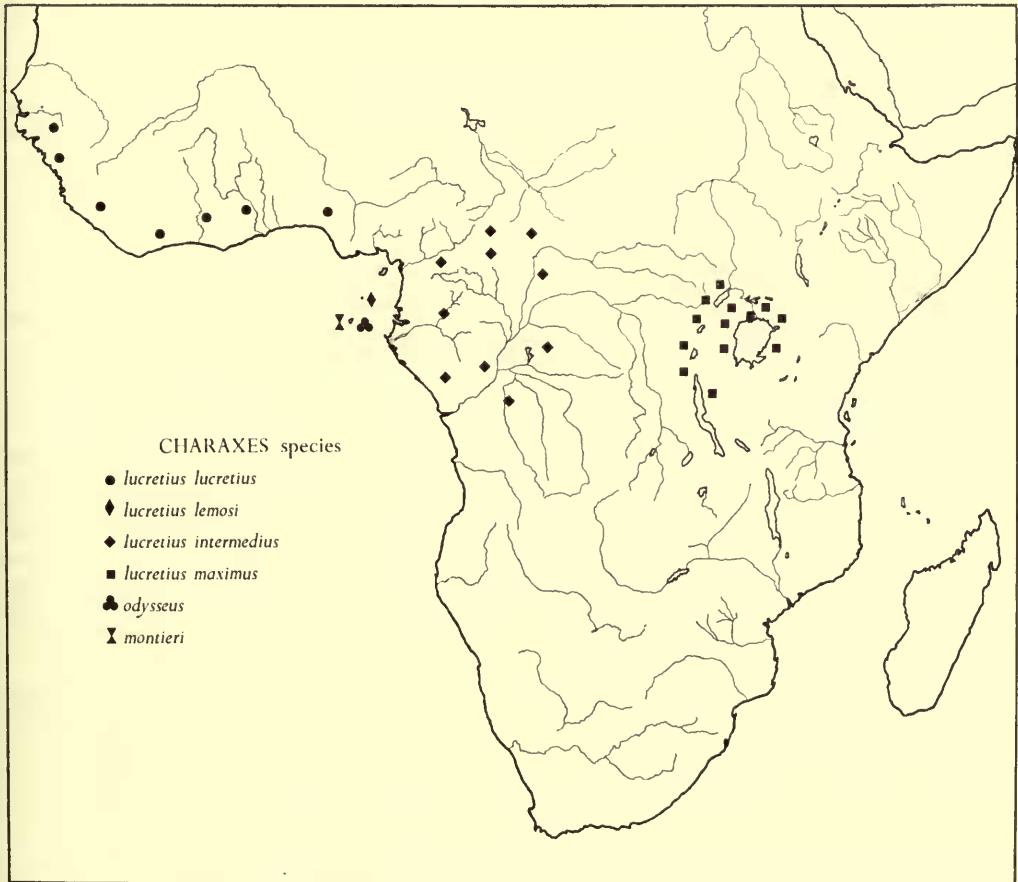 CHARAXES species
lucretius lucretius
lucretius lemosi
lucretius intermedius
lucretius maximus
odysseus
montieri